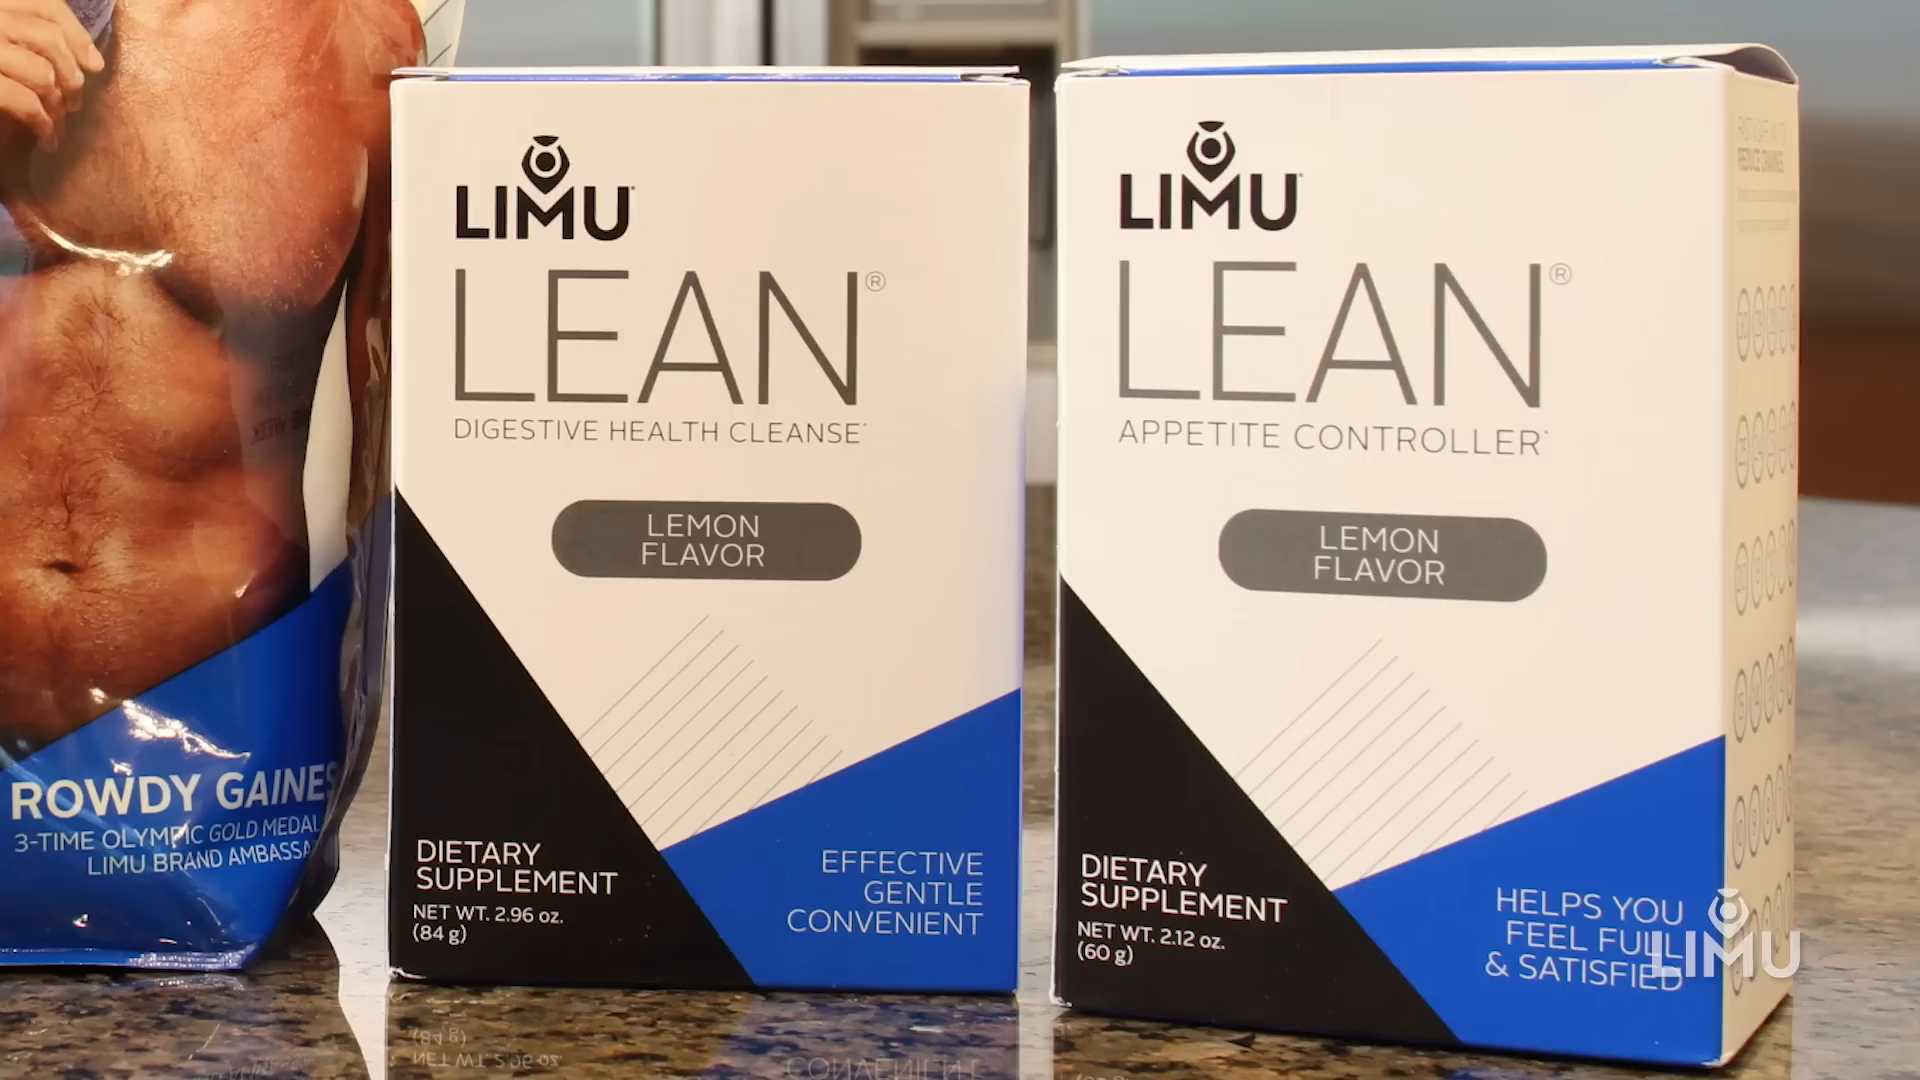 ROWDY GAINES
3-TIME OLYMPIC GOLD MEDAL
LIMU BRAND AMBASSA
LIMU
LEAN®
DIGESTIVE HEALTH CLEANSE*
LEMON
FLAVOR
DIETARY
SUPPLEMENT
NET WT. 2.96 oz.
(84 g)
EFFECTIVE
GENTLE
CONVENIENT
LIMU
LEAN®
APPETITE CONTROLLER*
LEMON
FLAVOR
DIETARY
SUPPLEMENT
NET WT. 2.12 oz.
(60 g)
HELPS YOU
FEEL FULL
& SATISFIED
REDUCE CRAVINGS
LIMU